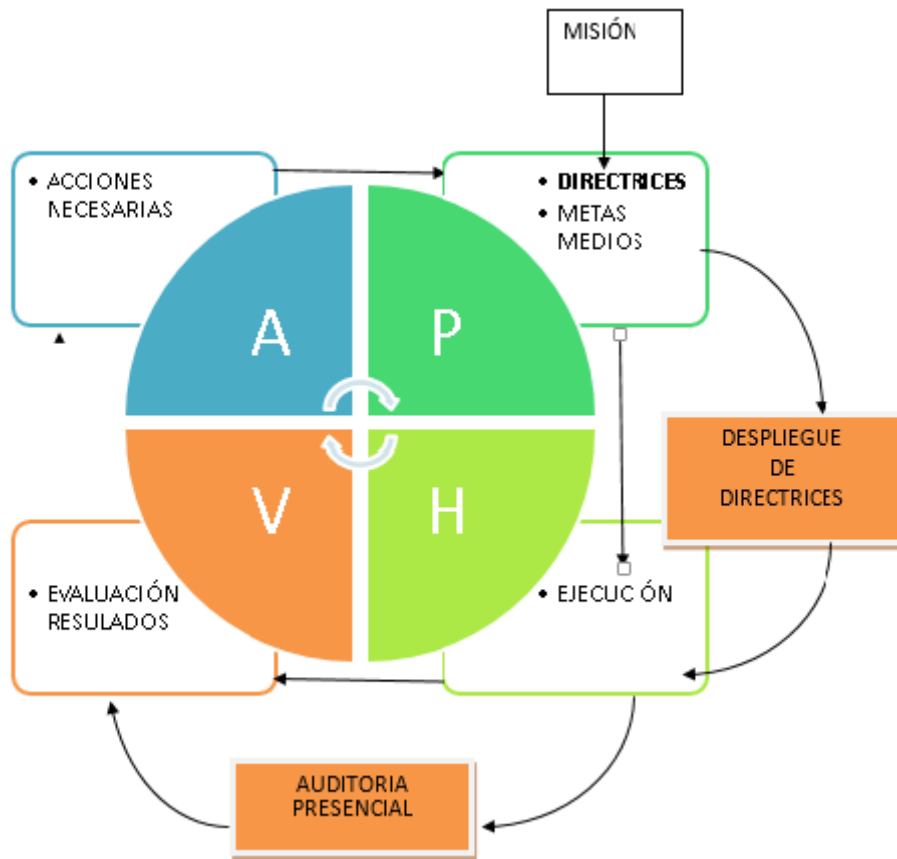 MISIÓN
• ACCIONES
NECESARIAS
• DIRECTRICES
• METAS
MEDIOS
A
P
DESPLIEGUE
DE
DIRECTRICES
V
H
• EVALUACIÓN
RESULADOS
• EJECUCIÓN
AUDITORIA
PRESENCIAL